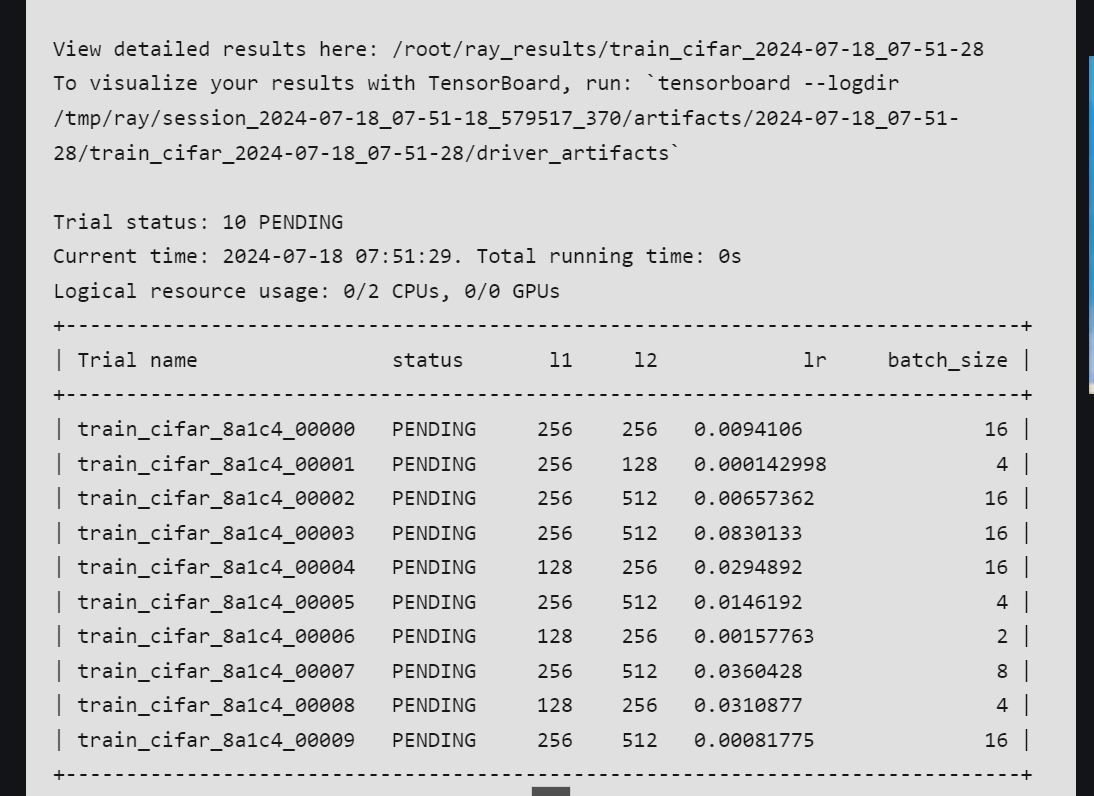 View detailed results here: /root/ray_results/train_cifar_2024-07-18_07-51-28
To visualize your results with TensorBoard, run: `tensorboard --logdir
/tmp/ray/session_2024-07-18_07-51-18_579517_370/artifacts/2024-07-18_07-51-
28/train_cifar_2024-07-18_07-51-28/driver_artifacts`

Trial status: 10 PENDING
Current time: 2024-07-18 07:51:29. Total running time: 0s
Logical resource usage: 0/2 CPUs, 0/0 GPUs
+-------------------------------------------------------------------------------+
| Trial name                status       l1     l2            lr     batch_size |
+-------------------------------------------------------------------------------+
| train_cifar_8a1c4_00000   PENDING     256    256   0.0094106               16 |
| train_cifar_8a1c4_00001   PENDING     256    128   0.000142998              4 |
| train_cifar_8a1c4_00002   PENDING     256    512   0.00657362              16 |
| train_cifar_8a1c4_00003   PENDING     256    512   0.0830133               16 |
| train_cifar_8a1c4_00004   PENDING     128    256   0.0294892               16 |
| train_cifar_8a1c4_00005   PENDING     256    512   0.0146192                4 |
| train_cifar_8a1c4_00006   PENDING     128    256   0.00157763               2 |
| train_cifar_8a1c4_00007   PENDING     256    512   0.0360428                8 |
| train_cifar_8a1c4_00008   PENDING     128    256   0.0310877                4 |
| train_cifar_8a1c4_00009   PENDING     256    512   0.00081775              16 |
+-------------------------------------------------------------------------------+